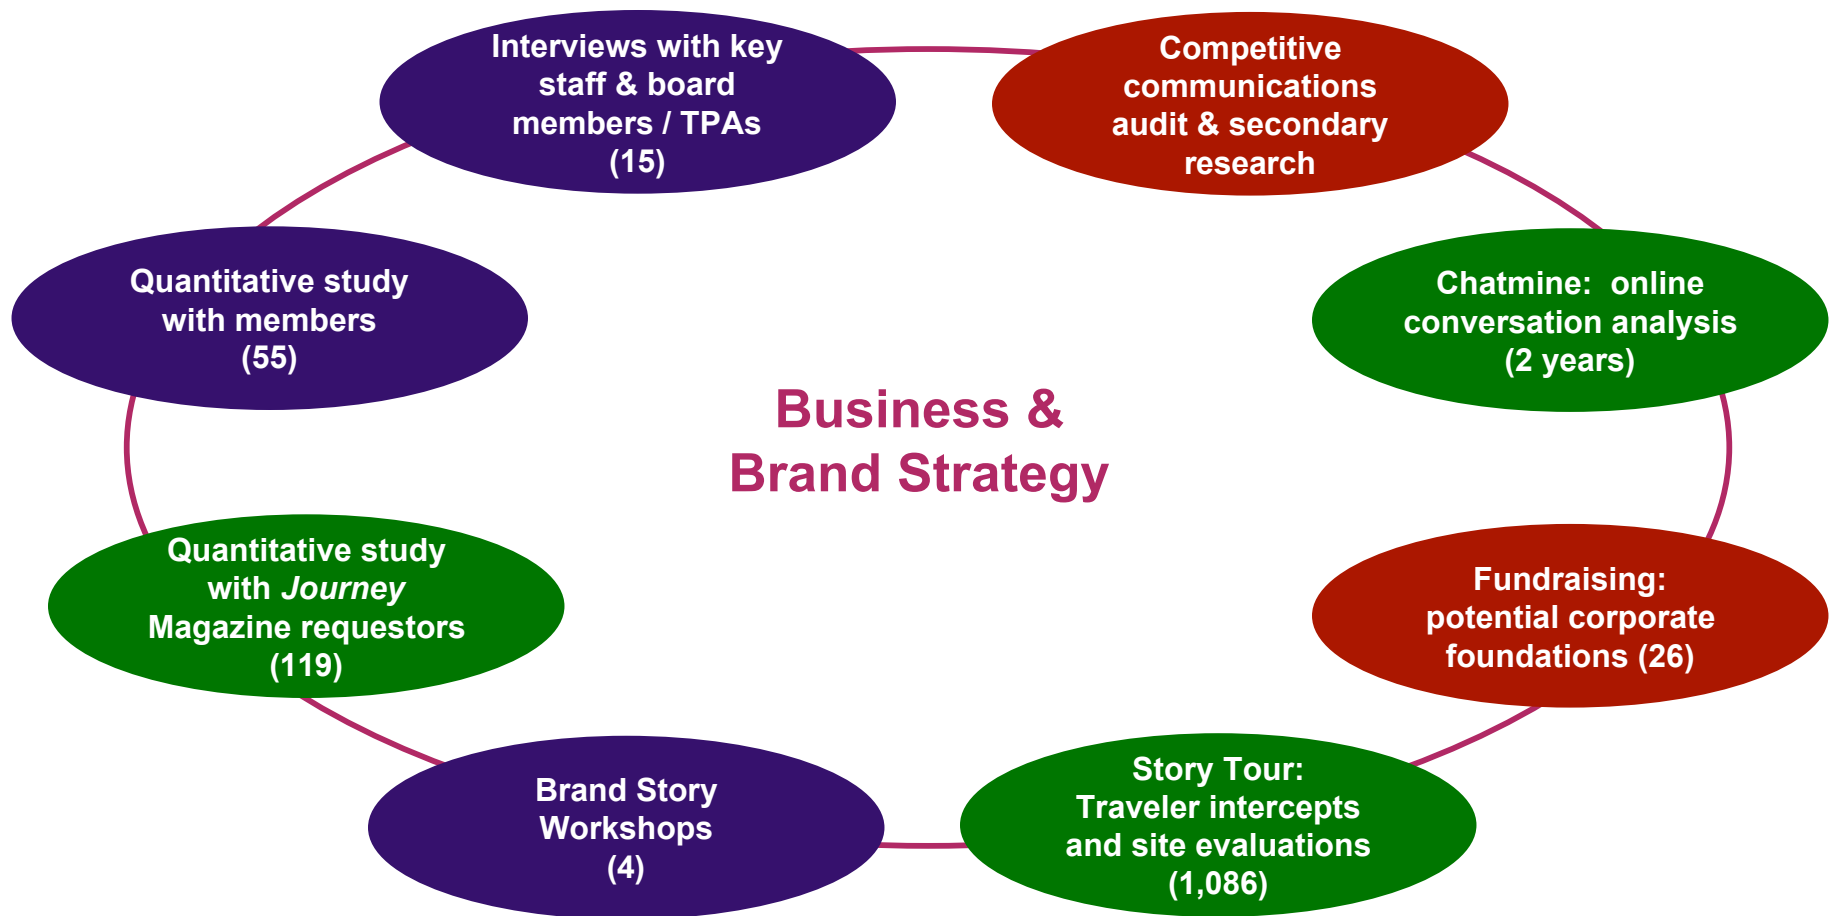 Interviews with key
staff & board
members / TPAs
(15)
Competitive
communications
audit & secondary
research
Quantitative study
with members
(55)
Chatmine:  online
conversation analysis
(2 years)
Business &
Brand Strategy
Quantitative study
with Journey
Magazine requestors
(119)
Fundraising:
potential corporate
foundations (26)
Brand Story
Workshops
(4)
Story Tour:
Traveler intercepts
and site evaluations
(1,086)